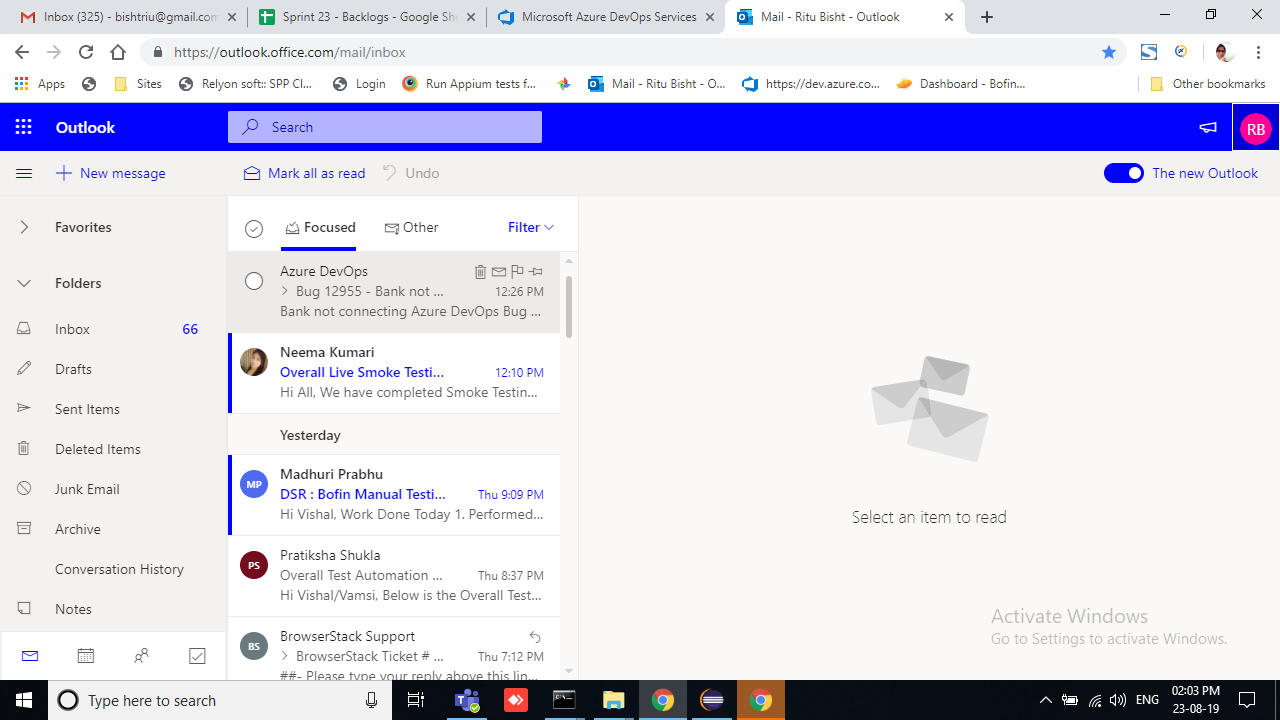 Inbox (325) - bishtriu@gmail.com
Sprint 23 - Backlogs - Google She
Microsoft Azure DevOps Services
Mail - Ritu Bisht - Outlook
https://outlook.office.com/mail/inbox
Apps
Sites
Relyon soft:: SPP Cl...
Login
Run Appium tests f...
Mail - Ritu Bisht - O...
https://dev.azure.co...
Dashboard - Bofin...
Other bookmarks
Outlook
Search
RB
New message
Mark all as read
Undo
The new Outlook
Favorites
Folders
Inbox 66
Drafts
Sent Items
Deleted Items
Junk Email
Archive
Conversation History
Notes
Focused
Other
Filter
Azure DevOps
Bug 12955 - Bank not ... 12:26 PM
Bank not connecting Azure DevOps Bug ...
Neema Kumari
Overall Live Smoke Testi... 12:10 PM
Hi All, We have completed Smoke Testin...
Yesterday
MP
Madhuri Prabhu
DSR : Bofin Manual Testi... Thu 9:09 PM
Hi Vishal, Work Done Today 1. Performed...
PS
Pratiksha Shukla
Overall Test Automation ... Thu 8:37 PM
Hi Vishal/Vamsi, Below is the Overall Test...
BS
BrowserStack Support
BrowserStack Ticket # ... Thu 7:12 PM
##- Please type your reply above this lin...
Select an item to read
Activate Windows
Go to Settings to activate Windows.
Type here to search
ENG
02:03 PM
23-08-19